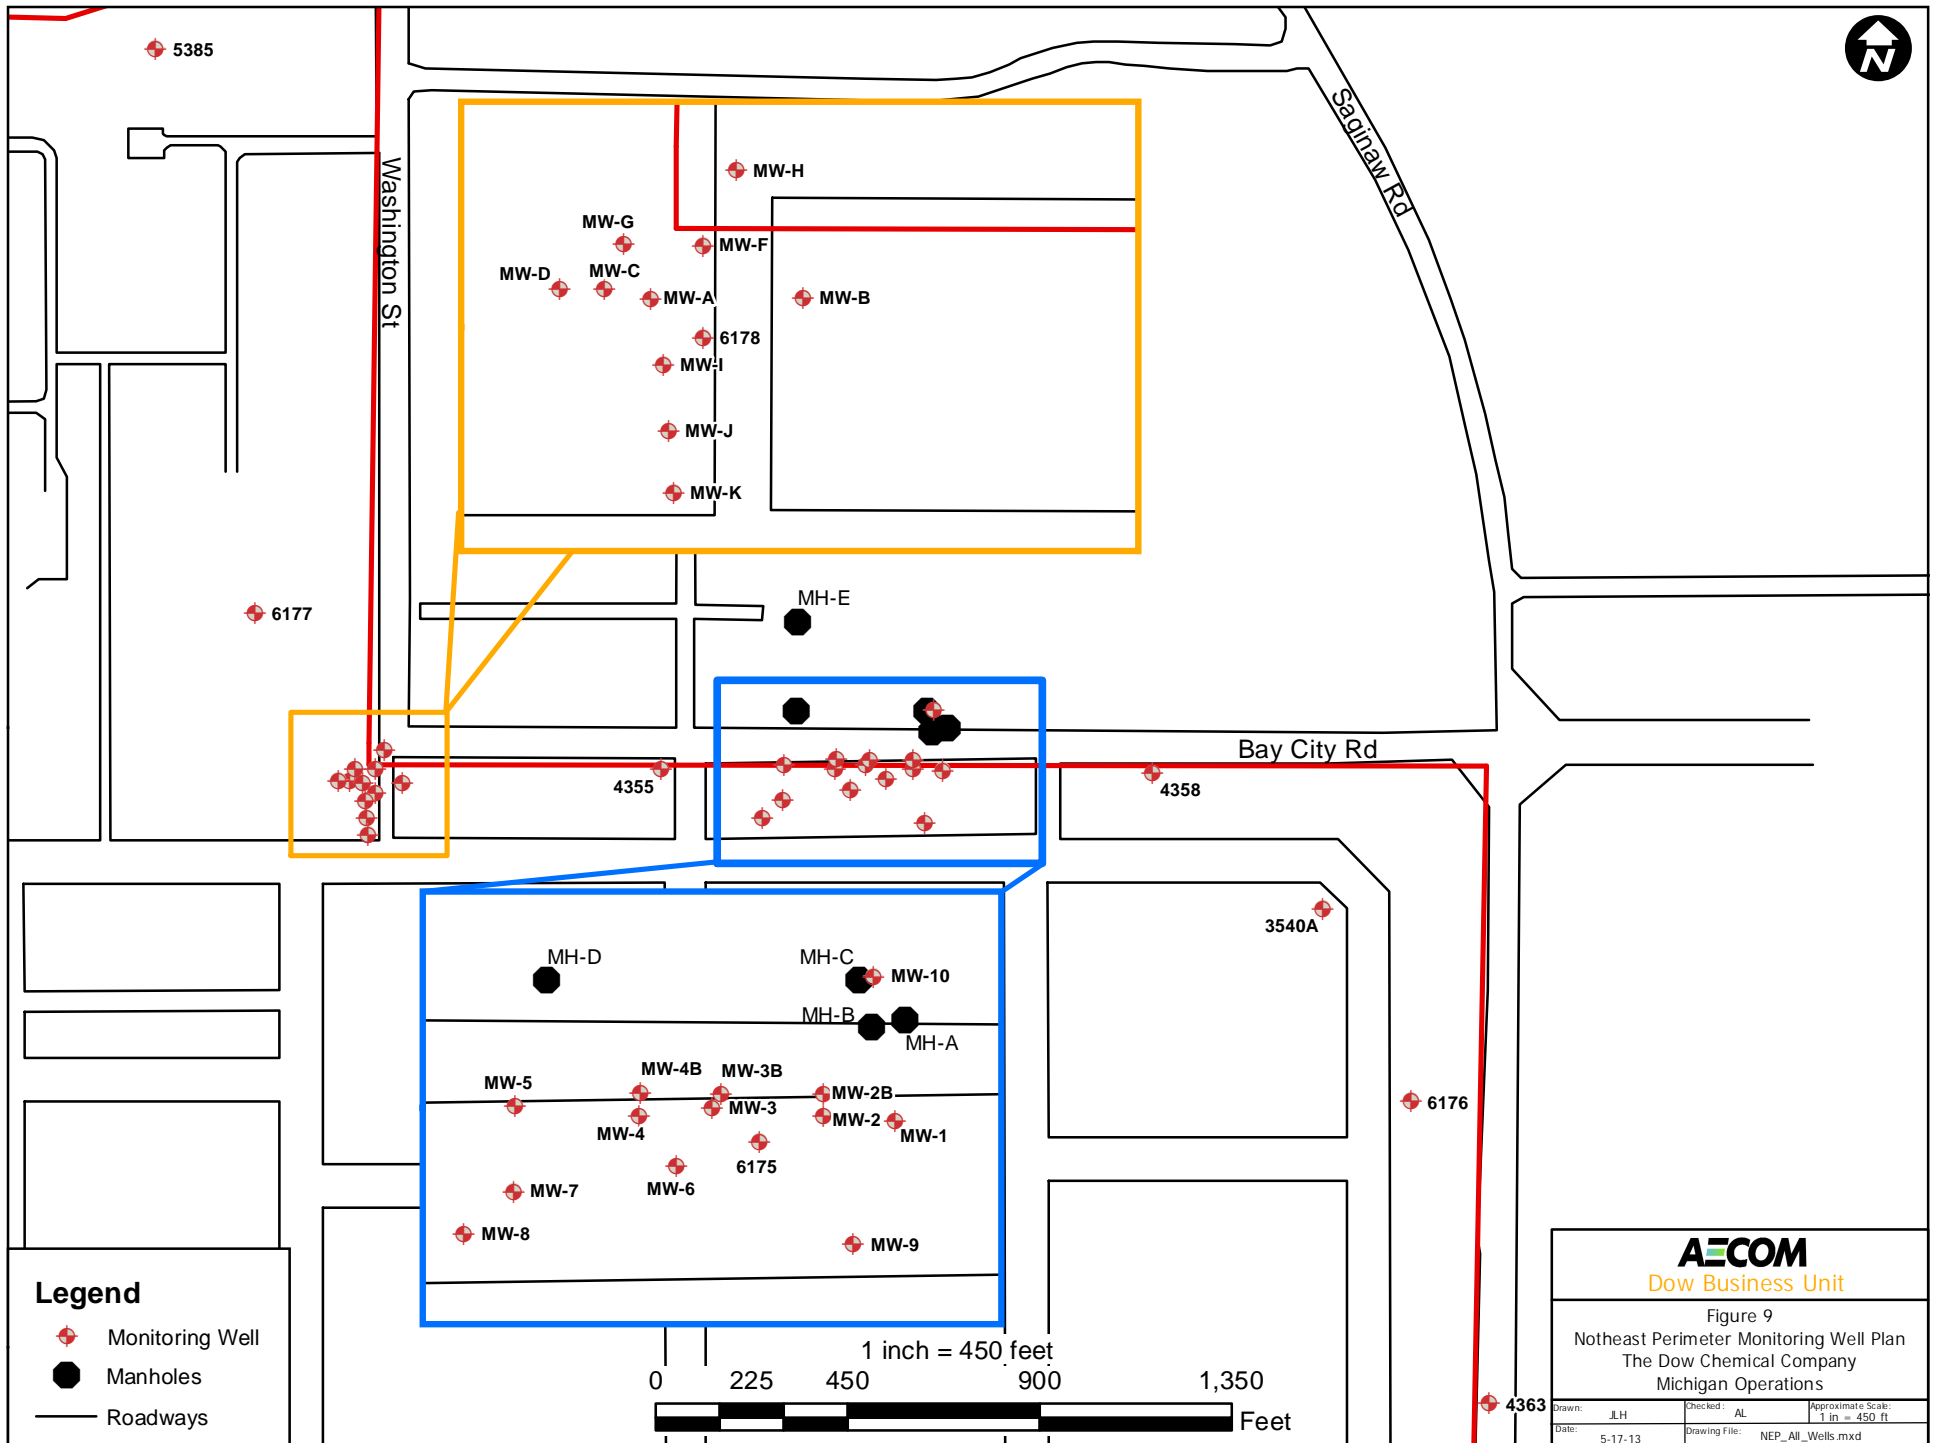 5385
N
Saginaw Rd
Washington St
MW-H
MW-G
MW-F
MW-D
MW-C
MW-A
MW-B
6178
MW-I
MW-J
MW-K
MH-E
6177
Bay City Rd
4355
4358
3540A
MH-D
MH-C
MW-10
MH-B
MH-A
MW-4B
MW-3B
MW-5
MW-2B
MW-3
MW-2
MW-4
MW-1
6175
MW-6
MW-7
MW-8
MW-9
6176
4363
Legend
Monitoring Well
Manholes
Roadways
1 inch = 450 feet
0 225 450 900 1,350
Feet
AECOM
Dow Business Unit
Figure 9
Notheast Perimeter Monitoring Well Plan
The Dow Chemical Company
Michigan Operations
Drawn: JLH
Checked: AL
Approximate Scale: 1 in = 450 ft
Date: 5-17-13
Drawing File: NEP_All_Wells.mxd